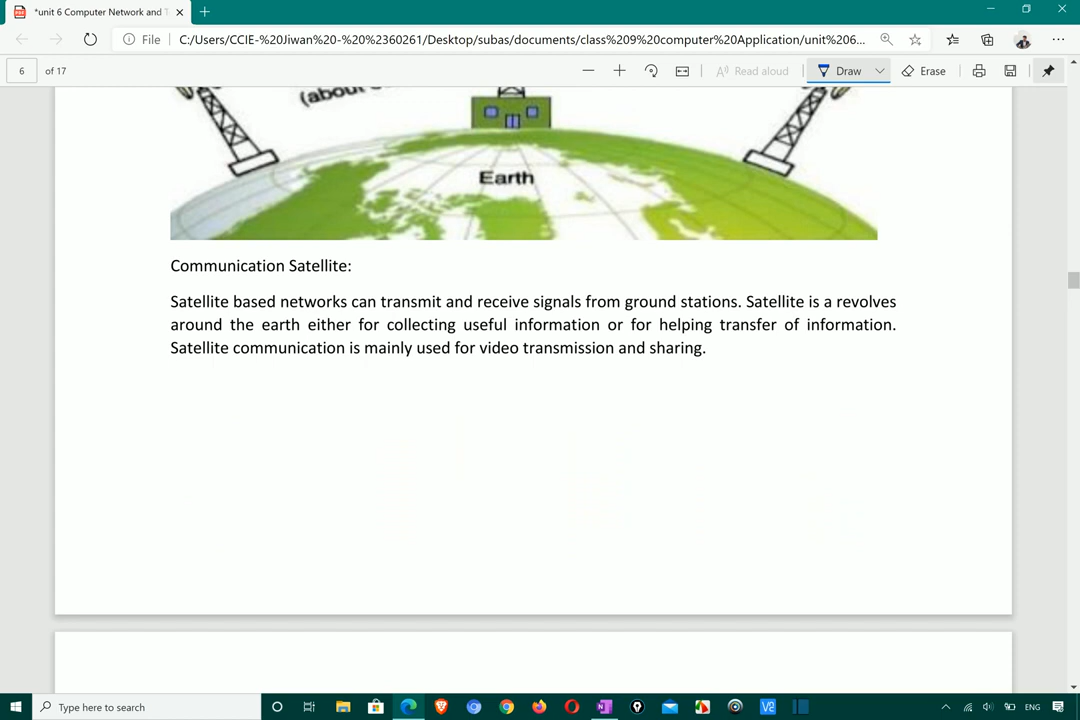 *unit 6 Computer Network and T
File
C:/Users/CCIE-%20Jiwan%20-%20%2360261/Desktop/subas/documents/class%209%20computer%20Application/unit%206...
6 of 17
Read aloud
Draw
Erase
(about
Earth
Communication Satellite:
Satellite based networks can transmit and receive signals from ground stations. Satellite is a revolves
around the earth either for collecting useful information or for helping transfer of information.
Satellite communication is mainly used for video transmission and sharing.
Type here to search
ENG